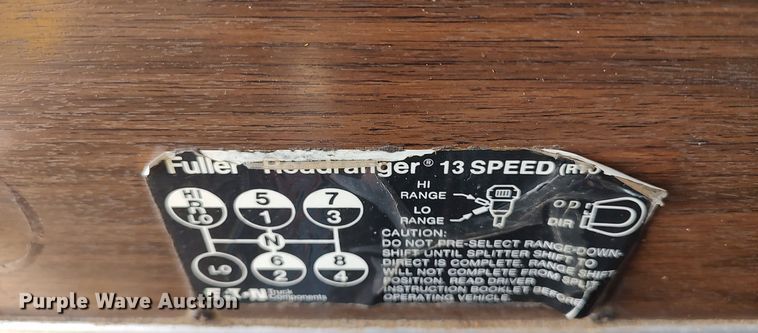 Fuller Roadranger® 13 SPEED
HI
LO
5
1
7
3
N
LO
6
2
8
4
HI
RANGE
LO
RANGE
OD
DIR
CAUTION:
DO NOT PRE-SELECT RANGE-DOWN-
SHIFT UNTIL SPLITTER SHIFT TO
DIRECT IS COMPLETE. RANGE SHIFT
WILL NOT COMPLETE FROM SPLIT
POSITION. READ DRIVER
INSTRUCTION BOOKLET BEFORE
OPERATING VEHICLE.
EATON Truck
Components
Purple Wave Auction